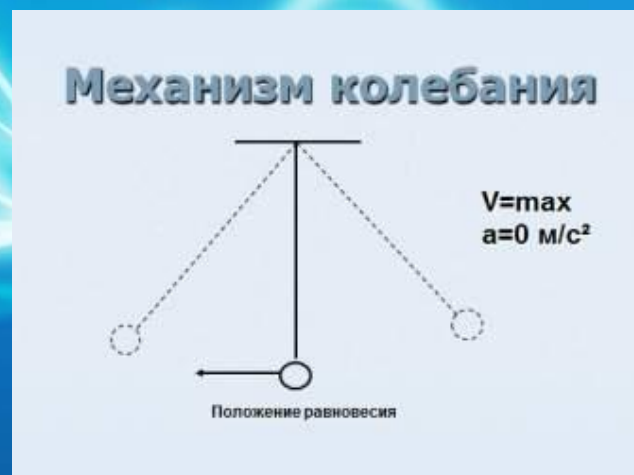 Механизм колебания
V=max
a=0 м/с²
Положение равновесия